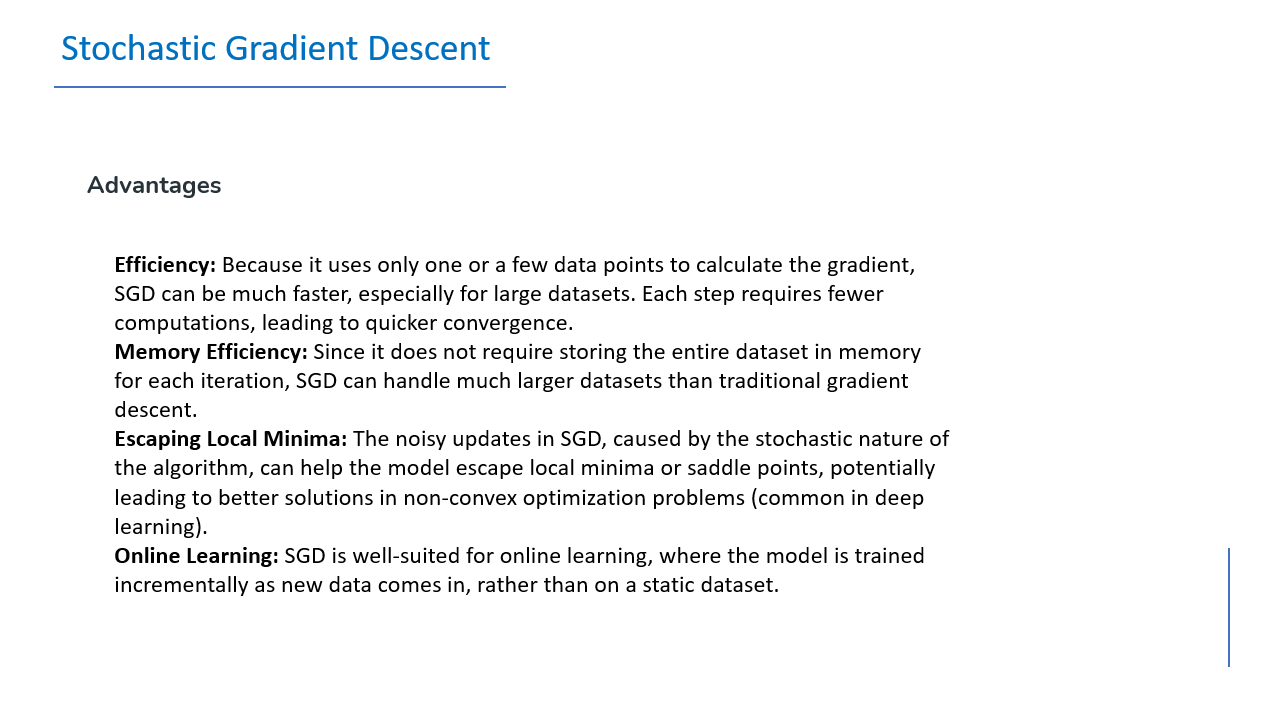 Stochastic Gradient Descent
Advantages
Efficiency: Because it uses only one or a few data points to calculate the gradient,
SGD can be much faster, especially for large datasets. Each step requires fewer
computations, leading to quicker convergence.
Memory Efficiency: Since it does not require storing the entire dataset in memory
for each iteration, SGD can handle much larger datasets than traditional gradient
descent.
Escaping Local Minima: The noisy updates in SGD, caused by the stochastic nature of
the algorithm, can help the model escape local minima or saddle points, potentially
leading to better solutions in non-convex optimization problems (common in deep
learning).
Online Learning: SGD is well-suited for online learning, where the model is trained
incrementally as new data comes in, rather than on a static dataset.